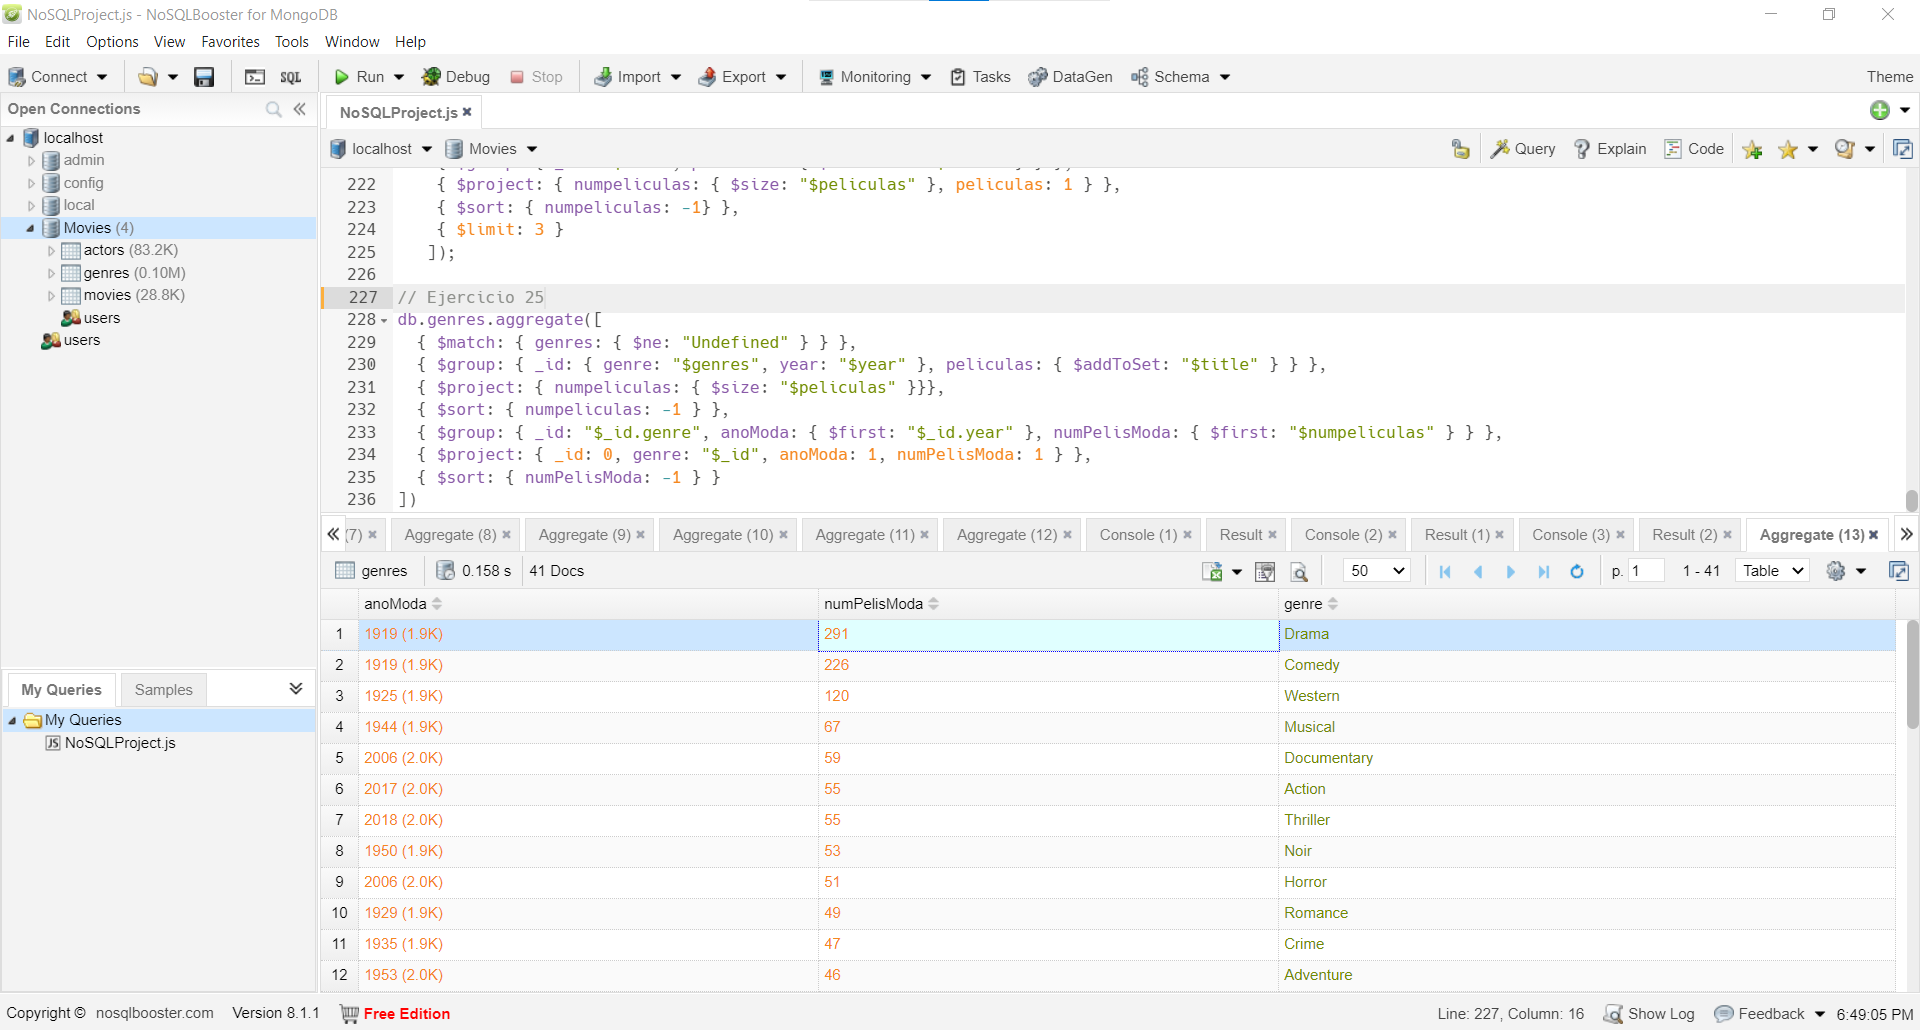 NoSQLProject.js - NoSQLBooster for MongoDB
File Edit Options View Favorites Tools Window Help
Connect SQL Run Debug Stop Import Export Monitoring Tasks DataGen Schema Theme
Open Connections
localhost
admin
config
local
Movies (4)
actors (83.2K)
genres (0.10M)
movies (28.8K)
users
users
My Queries Samples
My Queries
JS NoSQLProject.js
NoSQLProject.js
localhost Movies Query Explain Code
222 { $project: { numpeliculas: { $size: "$peliculas" }, peliculas: 1 } },
223 { $sort: { numpeliculas: -1} },
224 { $limit: 3 }
225 ]);
226
227 // Ejercicio 25
228 db.genres.aggregate([
229 { $match: { genres: { $ne: "Undefined" } } },
230 { $group: { _id: { genre: "$genres", year: "$year" }, peliculas: { $addToSet: "$title" } } },
231 { $project: { numpeliculas: { $size: "$peliculas" }}},
232 { $sort: { numpeliculas: -1 } },
233 { $group: { _id: "$_id.genre", anoModa: { $first: "$_id.year" }, numPelisModa: { $first: "$numpeliculas" } } },
234 { $project: { _id: 0, genre: "$_id", anoModa: 1, numPelisModa: 1 } },
235 { $sort: { numPelisModa: -1 } }
236 ])
(7) Aggregate (8) Aggregate (9) Aggregate (10) Aggregate (11) Aggregate (12) Console (1) Result Console (2) Result (1) Console (3) Result (2) Aggregate (13)
genres 0.158 s 41 Docs 50 p. 1 1 - 41 Table
anoModa numPelisModa genre
1 1919 (1.9K) 291 Drama
2 1919 (1.9K) 226 Comedy
3 1925 (1.9K) 120 Western
4 1944 (1.9K) 67 Musical
5 2006 (2.0K) 59 Documentary
6 2017 (2.0K) 55 Action
7 2018 (2.0K) 55 Thriller
8 1950 (1.9K) 53 Noir
9 2006 (2.0K) 51 Horror
10 1929 (1.9K) 49 Romance
11 1935 (1.9K) 47 Crime
12 1953 (2.0K) 46 Adventure
Copyright © nosqlbooster.com Version 8.1.1 Free Edition Line: 227, Column: 16 Show Log Feedback 6:49:05 PM